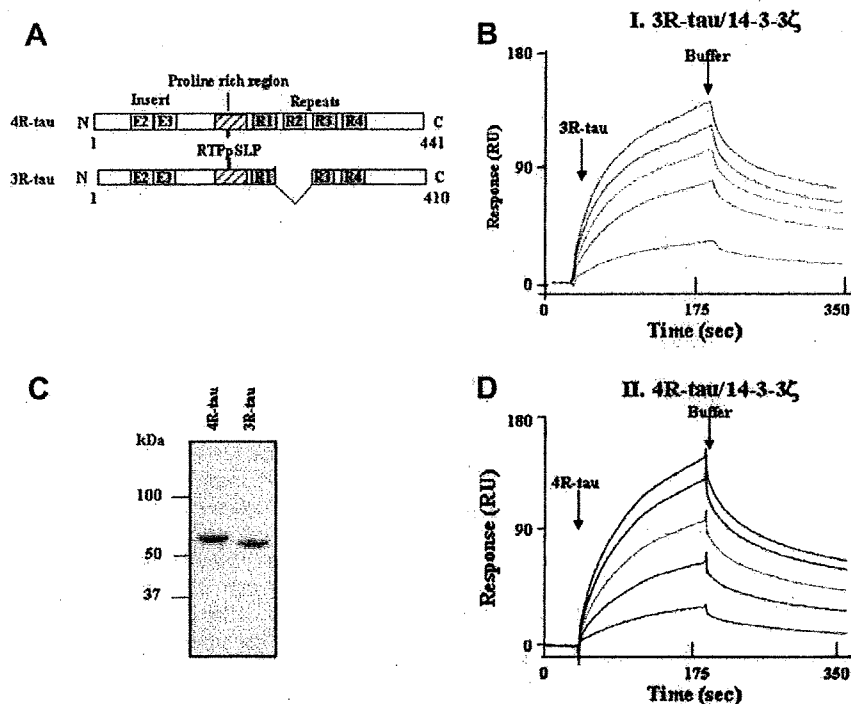 A
Proline rich region
Insert
Repeats
4R-tau N E2 E3 R1 R2 R3 R4 C
1 441
RTPpSLP
3R-tau N E2 E3 R1 R3 R4 C
1 410
B
I. 3R-tau/14-3-3ζ
180
Buffer
3R-tau
90
Response (RU)
0
0 175 350
Time (sec)
C
4R-tau
3R-tau
kDa
100
50
37
D
II. 4R-tau/14-3-3ζ
180
Buffer
4R-tau
90
Response (RU)
0
0 175 350
Time (sec)